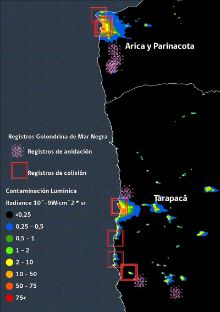 Arica y Parinacota
Registros Golondrina de Mar Negra
Registros de anidación
Registros de colisión
Tarapacá
Contaminación Lumínica
Radiance 10^-9W*cm^2 * sr
<0,25
0,25 - 0,5
0,5 - 1
1 - 2
2 - 10
10 - 50
50 - 75
75<